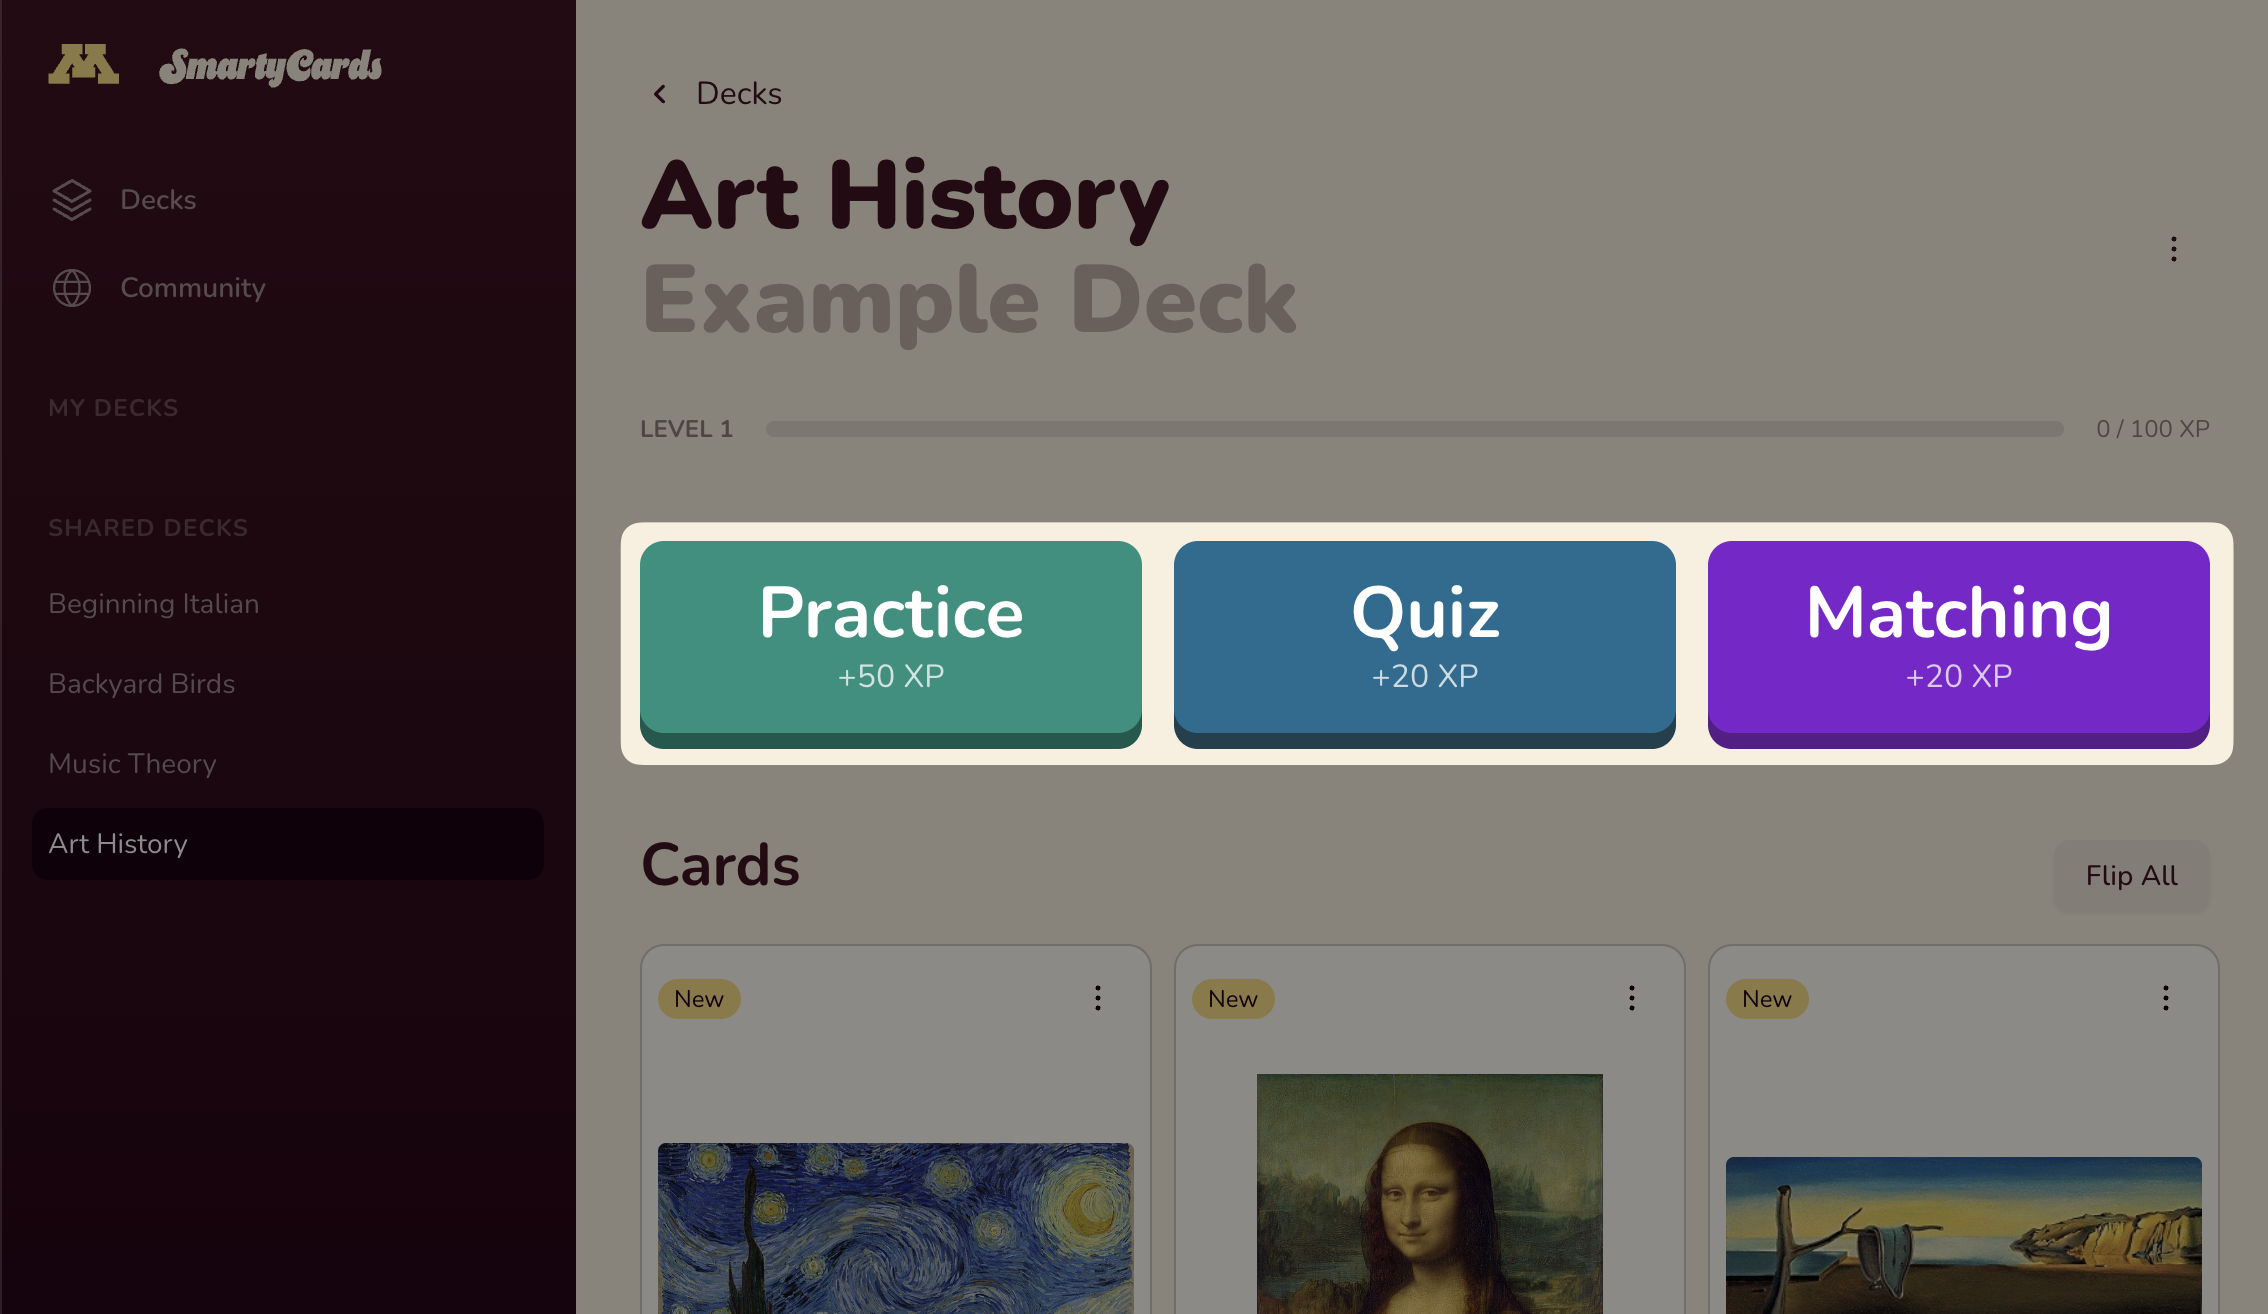 M
SmartyCards
Decks
Community
MY DECKS
SHARED DECKS
Beginning Italian
Backyard Birds
Music Theory
Art History
Decks
Art History
Example Deck
LEVEL 1
0 / 100 XP
Practice
+50 XP
Quiz
+20 XP
Matching
+20 XP
Cards
Flip All
New
New
New